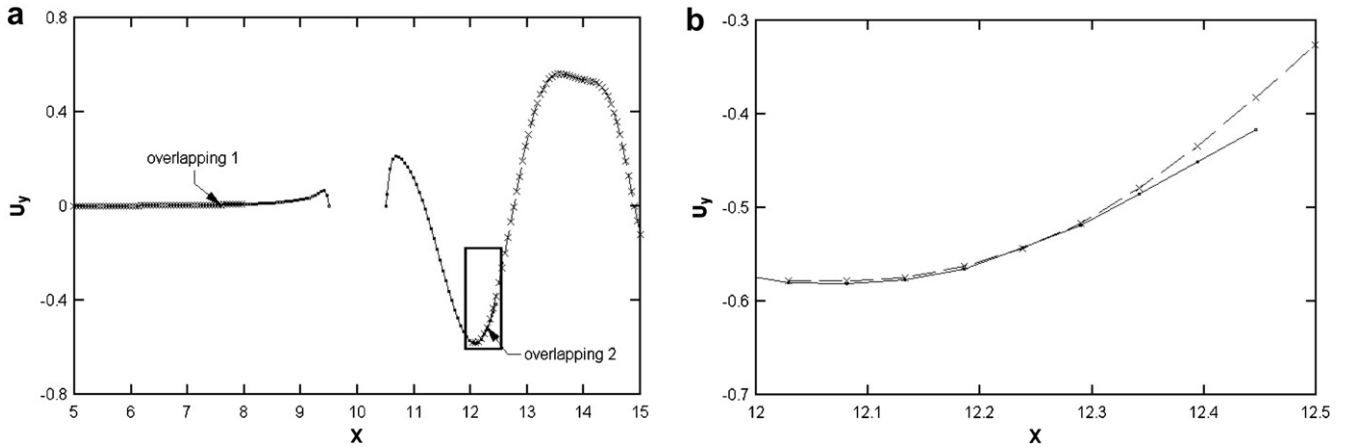 a
0.8
0.4
0
-0.4
-0.8
Uy
overlapping 1
overlapping 2
5 6 7 8 9 10 11 12 13 14 15
X
b
-0.3
-0.4
-0.5
-0.6
-0.7
Uy
12 12.1 12.2 12.3 12.4 12.5
X